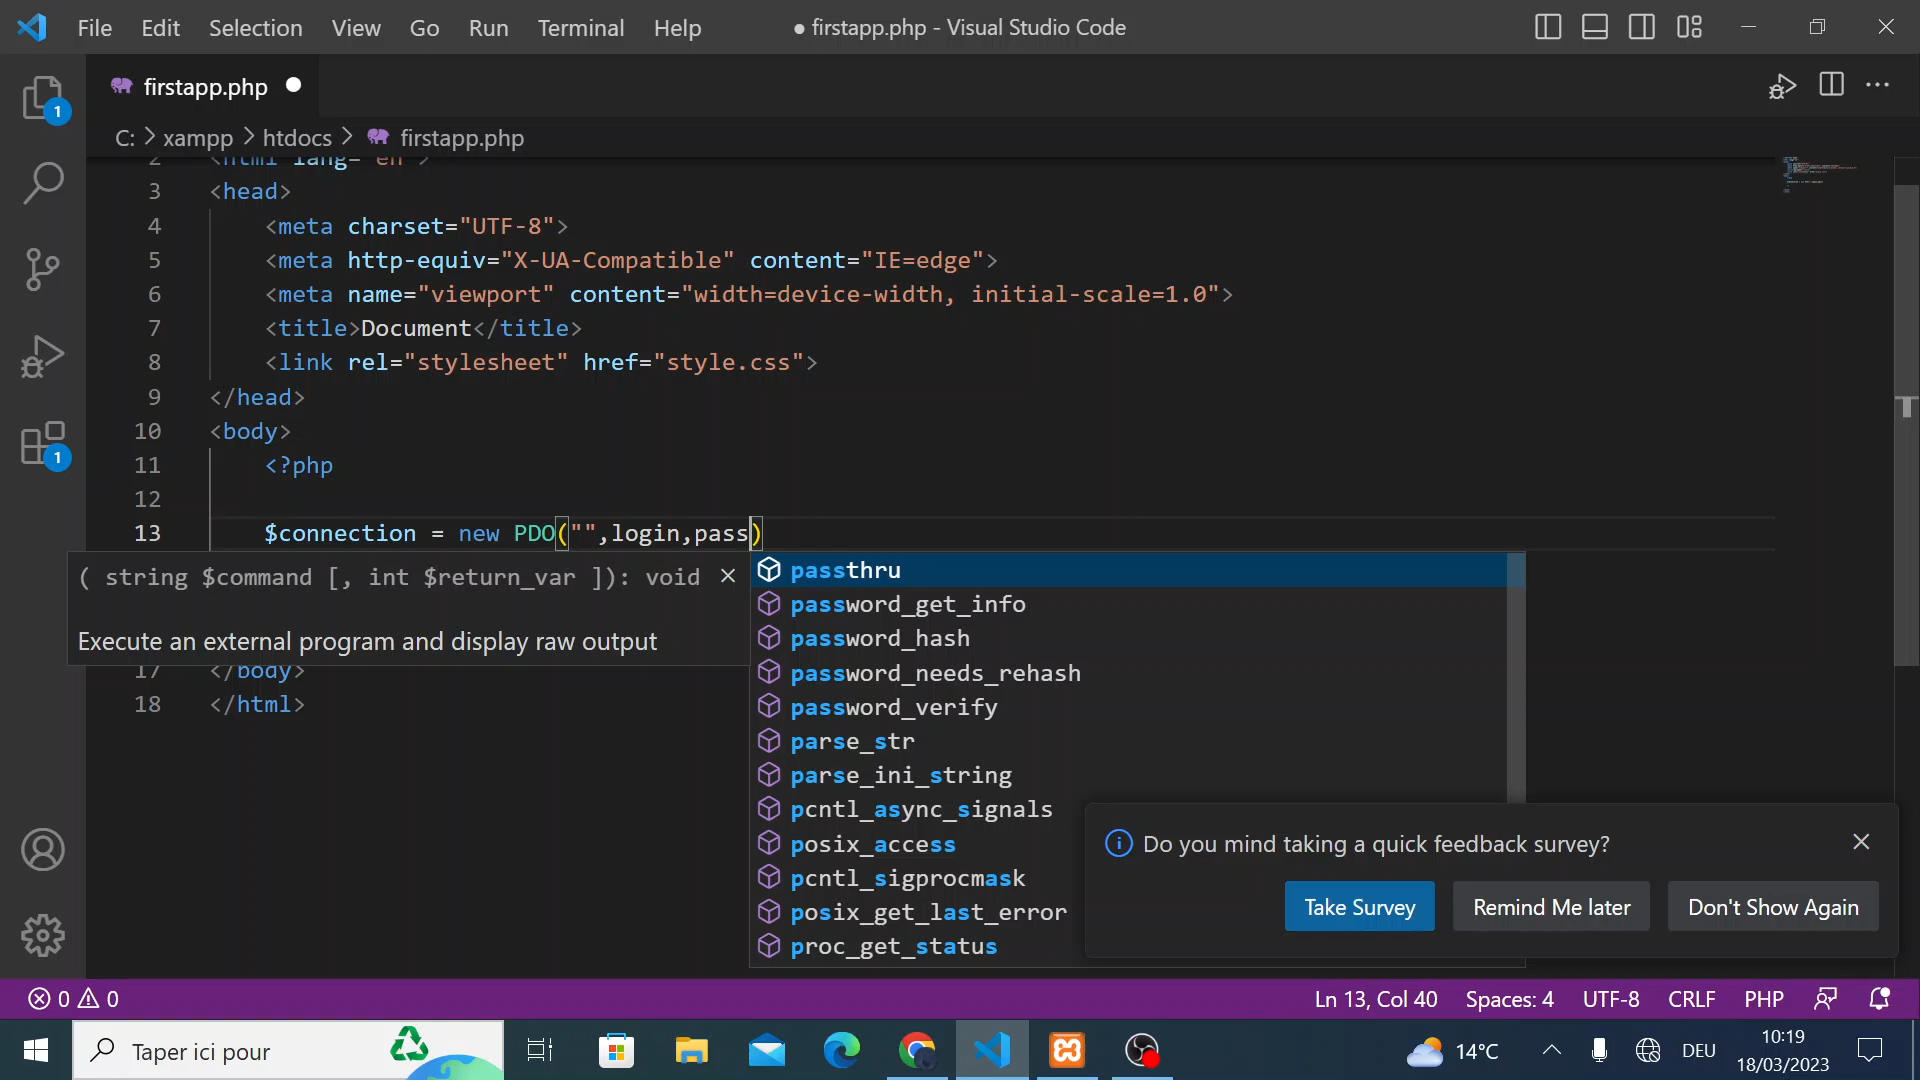 File Edit Selection View Go Run Terminal Help ● firstapp.php - Visual Studio Code
firstapp.php ●
C: > xampp > htdocs > firstapp.php
2 <html lang="en">
3 <head>
4 <meta charset="UTF-8">
5 <meta http-equiv="X-UA-Compatible" content="IE=edge">
6 <meta name="viewport" content="width=device-width, initial-scale=1.0">
7 <title>Document</title>
8 <link rel="stylesheet" href="style.css">
9 </head>
10 <body>
11 <?php
12
13 $connection = new PDO("",login,pass)
( string $command [, int $return_var ]): void ×
Execute an external program and display raw output
passthru
password_get_info
password_hash
password_needs_rehash
password_verify
parse_str
parse_ini_string
pcntl_async_signals
posix_access
pcntl_sigprocmask
posix_get_last_error
proc_get_status
17 </body>
18 </html>
1
1
Do you mind taking a quick feedback survey?
Take Survey Remind Me later Don't Show Again
0 0 Ln 13, Col 40 Spaces: 4 UTF-8 CRLF PHP
Taper ici pour 14°C DEU 10:19
18/03/2023